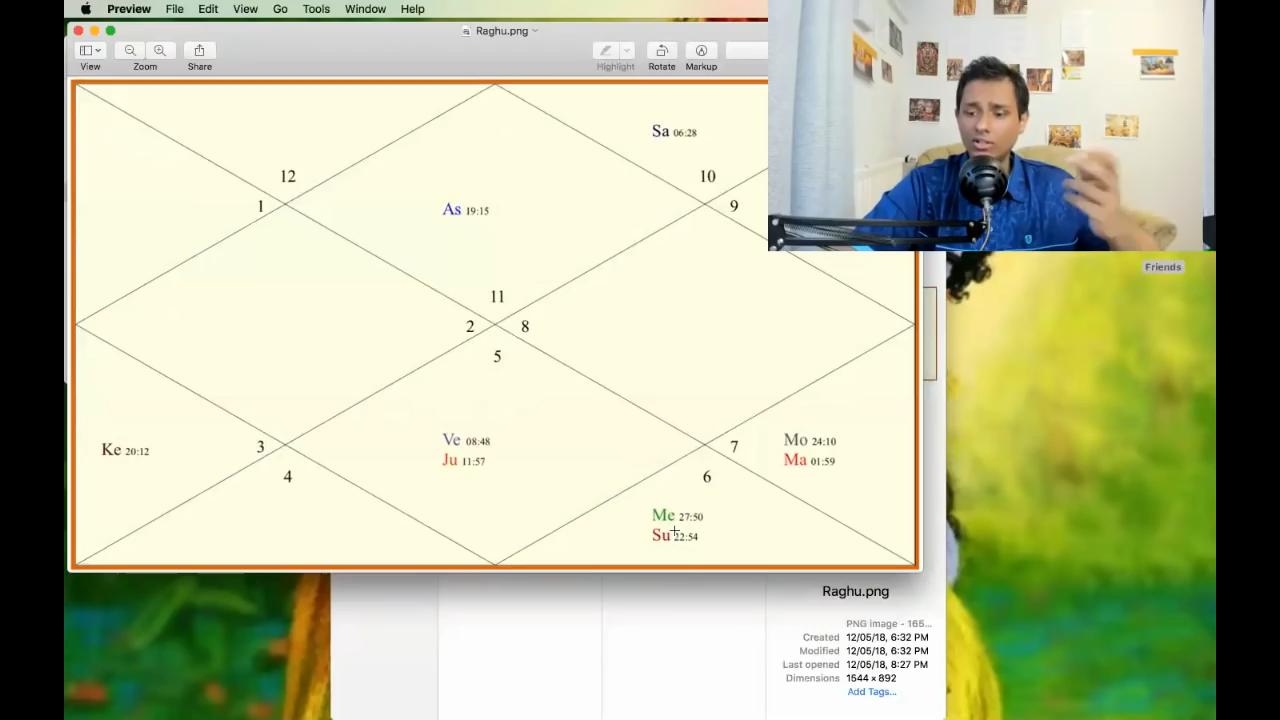 Preview File Edit View Go Tools Window Help
Raghu.png
View Zoom Share Highlight Rotate Markup
Sa 06:28
12 10
1 As 19:15 9
Friends
11
2 8
5
Ke 20:12 3 Ve 08:48 7 Mo 24:10
Ju 11:57 Ma 01:59
4 6
Me 27:50
Su 22:54
Raghu.png
PNG image - 165...
Created 12/05/18, 6:32 PM
Modified 12/05/18, 6:32 PM
Last opened 12/05/18, 8:27 PM
Dimensions 1544 × 892
Add Tags...